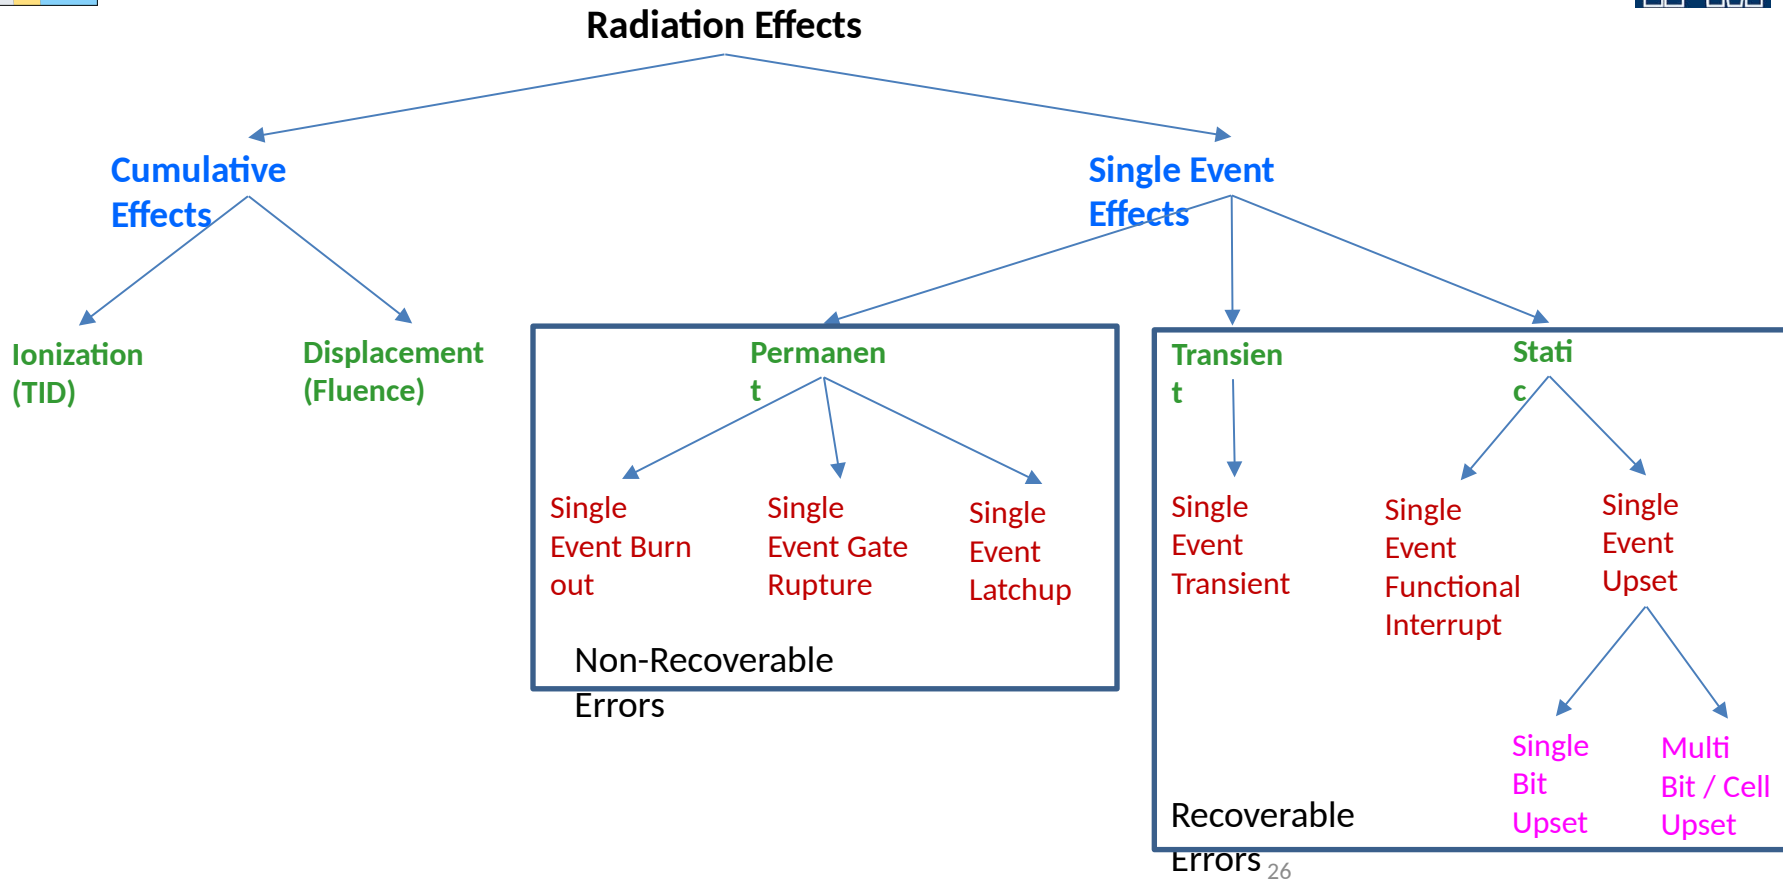 Radiation Effects
Cumulative
Effects
Single Event
Effects
Ionization
(TID)
Displacement
(Fluence)
Permanen
t
Transien
t
Stati
c
Single
Event Burn
out
Single
Event Gate
Rupture
Single
Event
Latchup
Single
Event
Transient
Single
Event
Functional
Interrupt
Single
Event
Upset
Non-Recoverable
Errors
Single
Bit
Upset
Multi
Bit / Cell
Upset
Recoverable
Errors
26